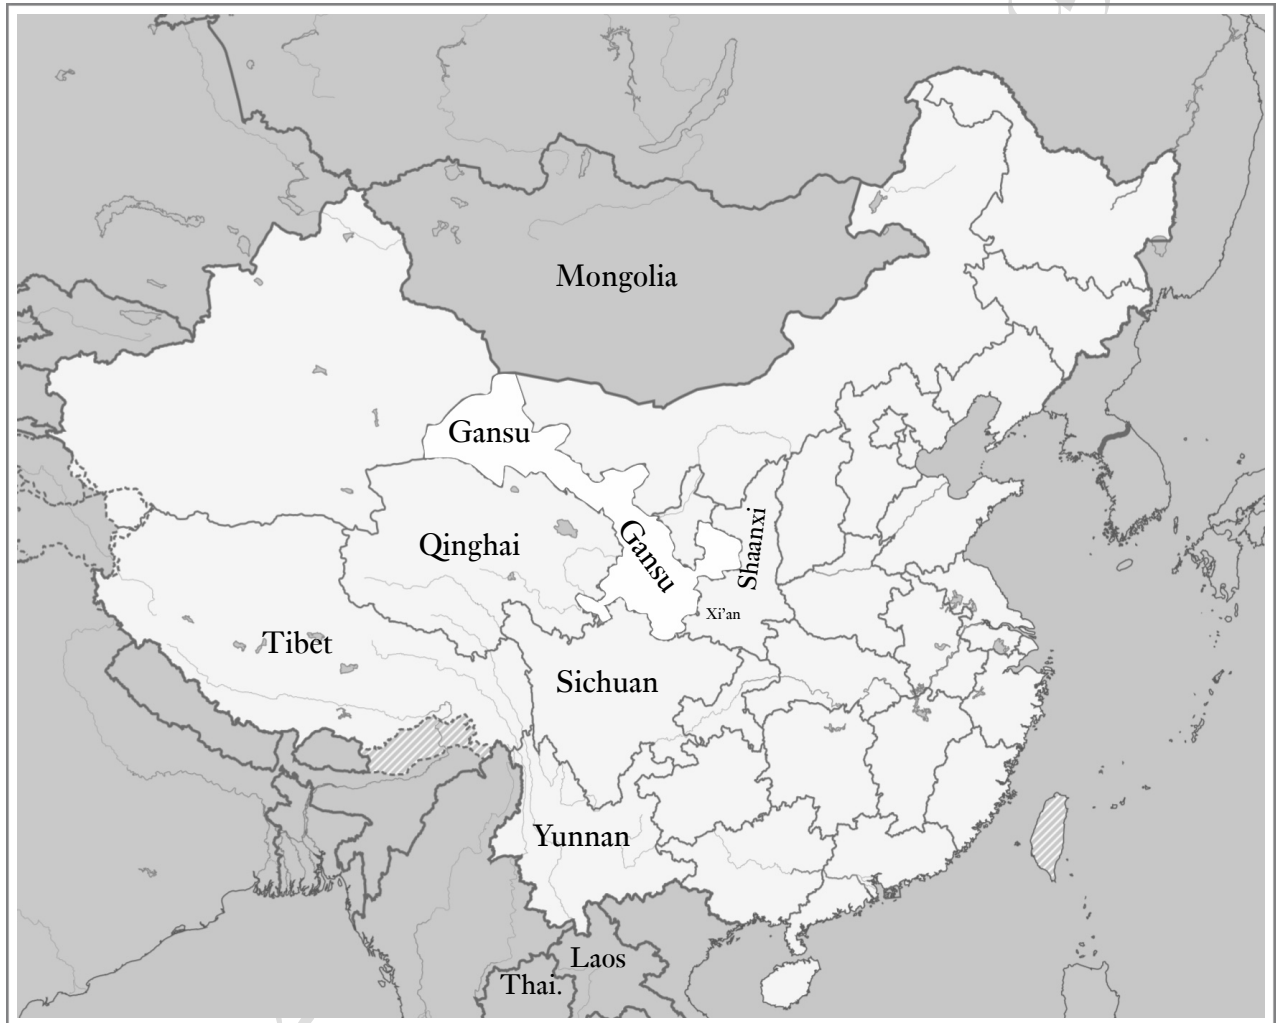 Mongolia
Gansu
Gansu
Shaanxi
Qinghai
Xi'an
Tibet
Sichuan
Yunnan
Laos
Thai.